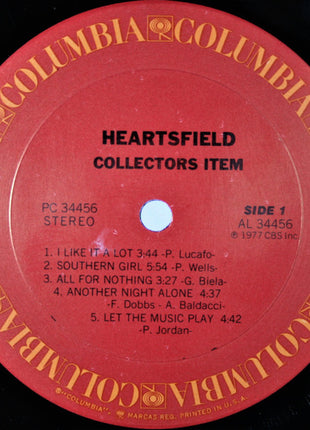 COLUMBIA COLUMBIA
HEARTSFIELD
COLLECTORS ITEM
PC 34456
STEREO
SIDE 1
AL 34456
℗ 1977 CBS Inc.
1. I LIKE IT A LOT 3:44 -P. Lucafo-
2. SOUTHERN GIRL 5:54 -P. Wells-
3. ALL FOR NOTHING 3:27 -G. Biela-
4. ANOTHER NIGHT ALONE 4:37
-F. Dobbs - A. Baldacci-
5. LET THE MUSIC PLAY 4:42
-P. Jordan-
COLUMBIA COLUMBIA
®"COLUMBIA", MARCAS REG. PRINTED IN U.S.A.